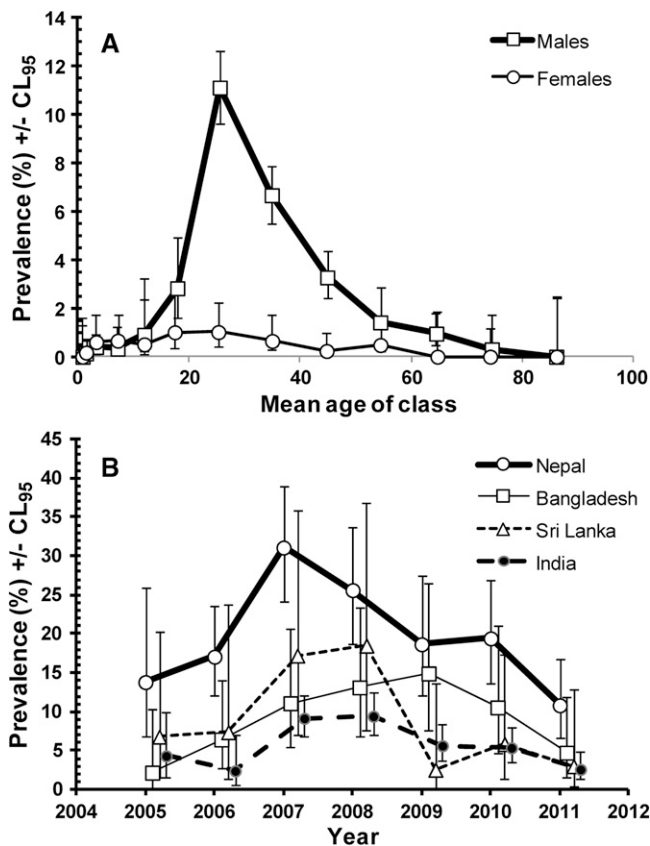 A
Males
Females
Prevalence (%) +/- CL95
14
12
10
8
6
4
2
0
0 20 40 60 80 100
Mean age of class
B
Nepal
Bangladesh
Sri Lanka
India
Prevalence (%) +/- CL95
45
40
35
30
25
20
15
10
5
0
2004 2005 2006 2007 2008 2009 2010 2011 2012
Year